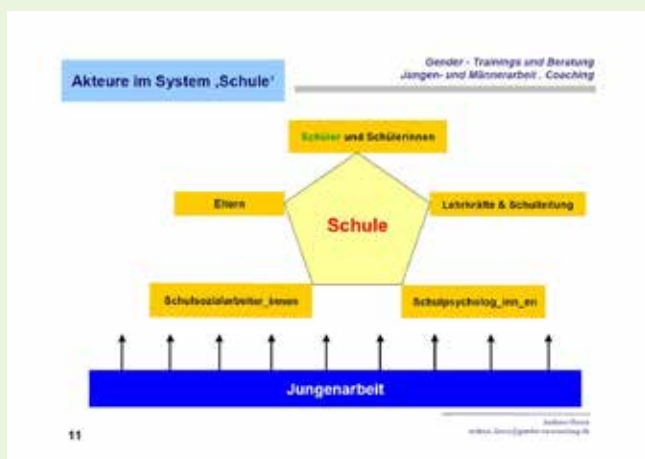 Akteure im System ‚Schule‘
Gender - Trainings und Beratung
Jungen- und Männerarbeit . Coaching
Schüler und Schülerinnen
Eltern
Lehrkräfte & Schulleitung
Schule
Schulsozialarbeiter_innen
Schulpsycholog_inn_en
Jungenarbeit
11